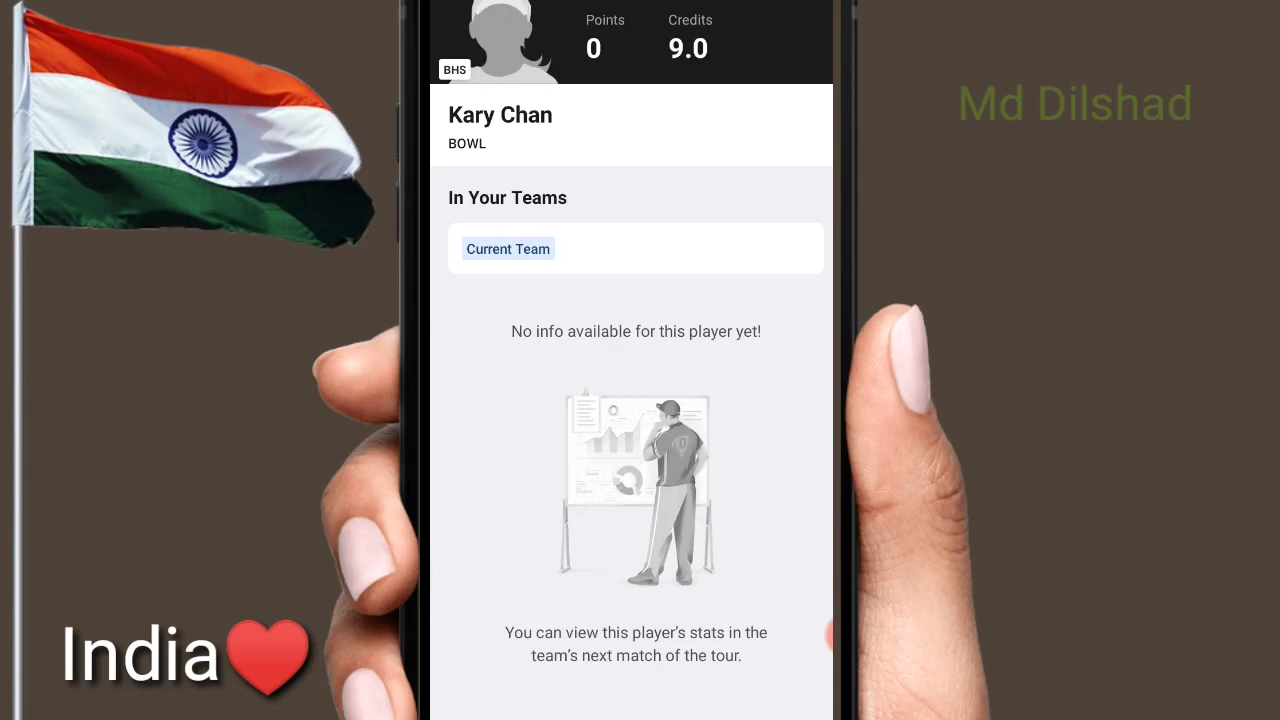 Points
Credits
0
9.0
BHS
Kary Chan
BOWL
In Your Teams
Current Team
No info available for this player yet!
You can view this player's stats in the
team's next match of the tour.
Md Dilshad
India❤️